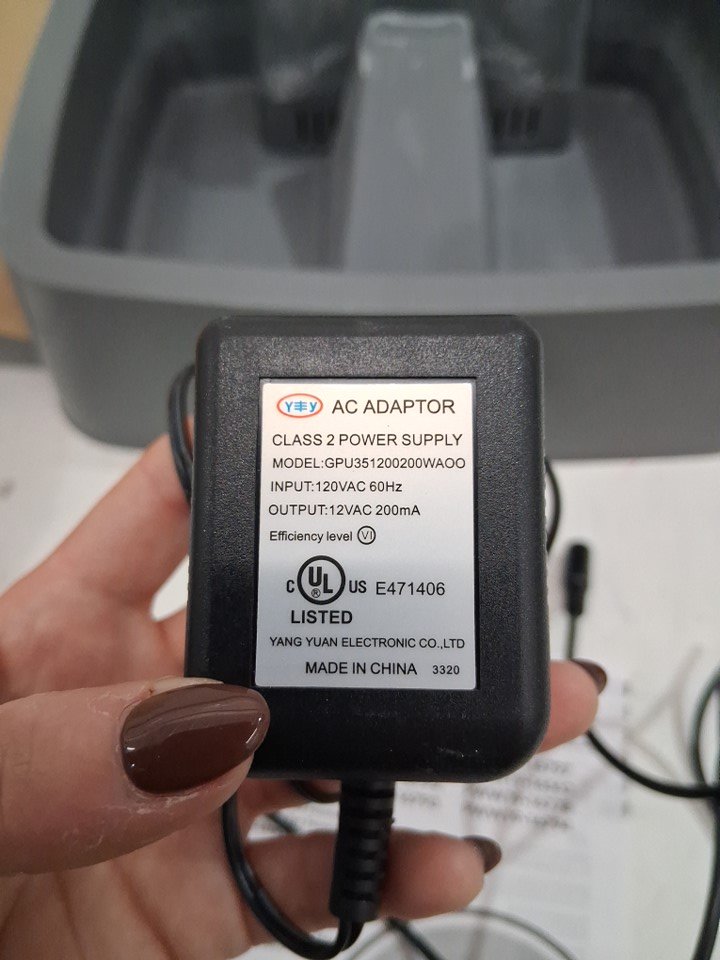 YFY AC ADAPTOR
CLASS 2 POWER SUPPLY
MODEL:GPU351200200WAOO
INPUT:120VAC 60Hz
OUTPUT:12VAC 200mA
Efficiency level VI
C UL® US E471406
LISTED
YANG YUAN ELECTRONIC CO.,LTD
MADE IN CHINA 3320